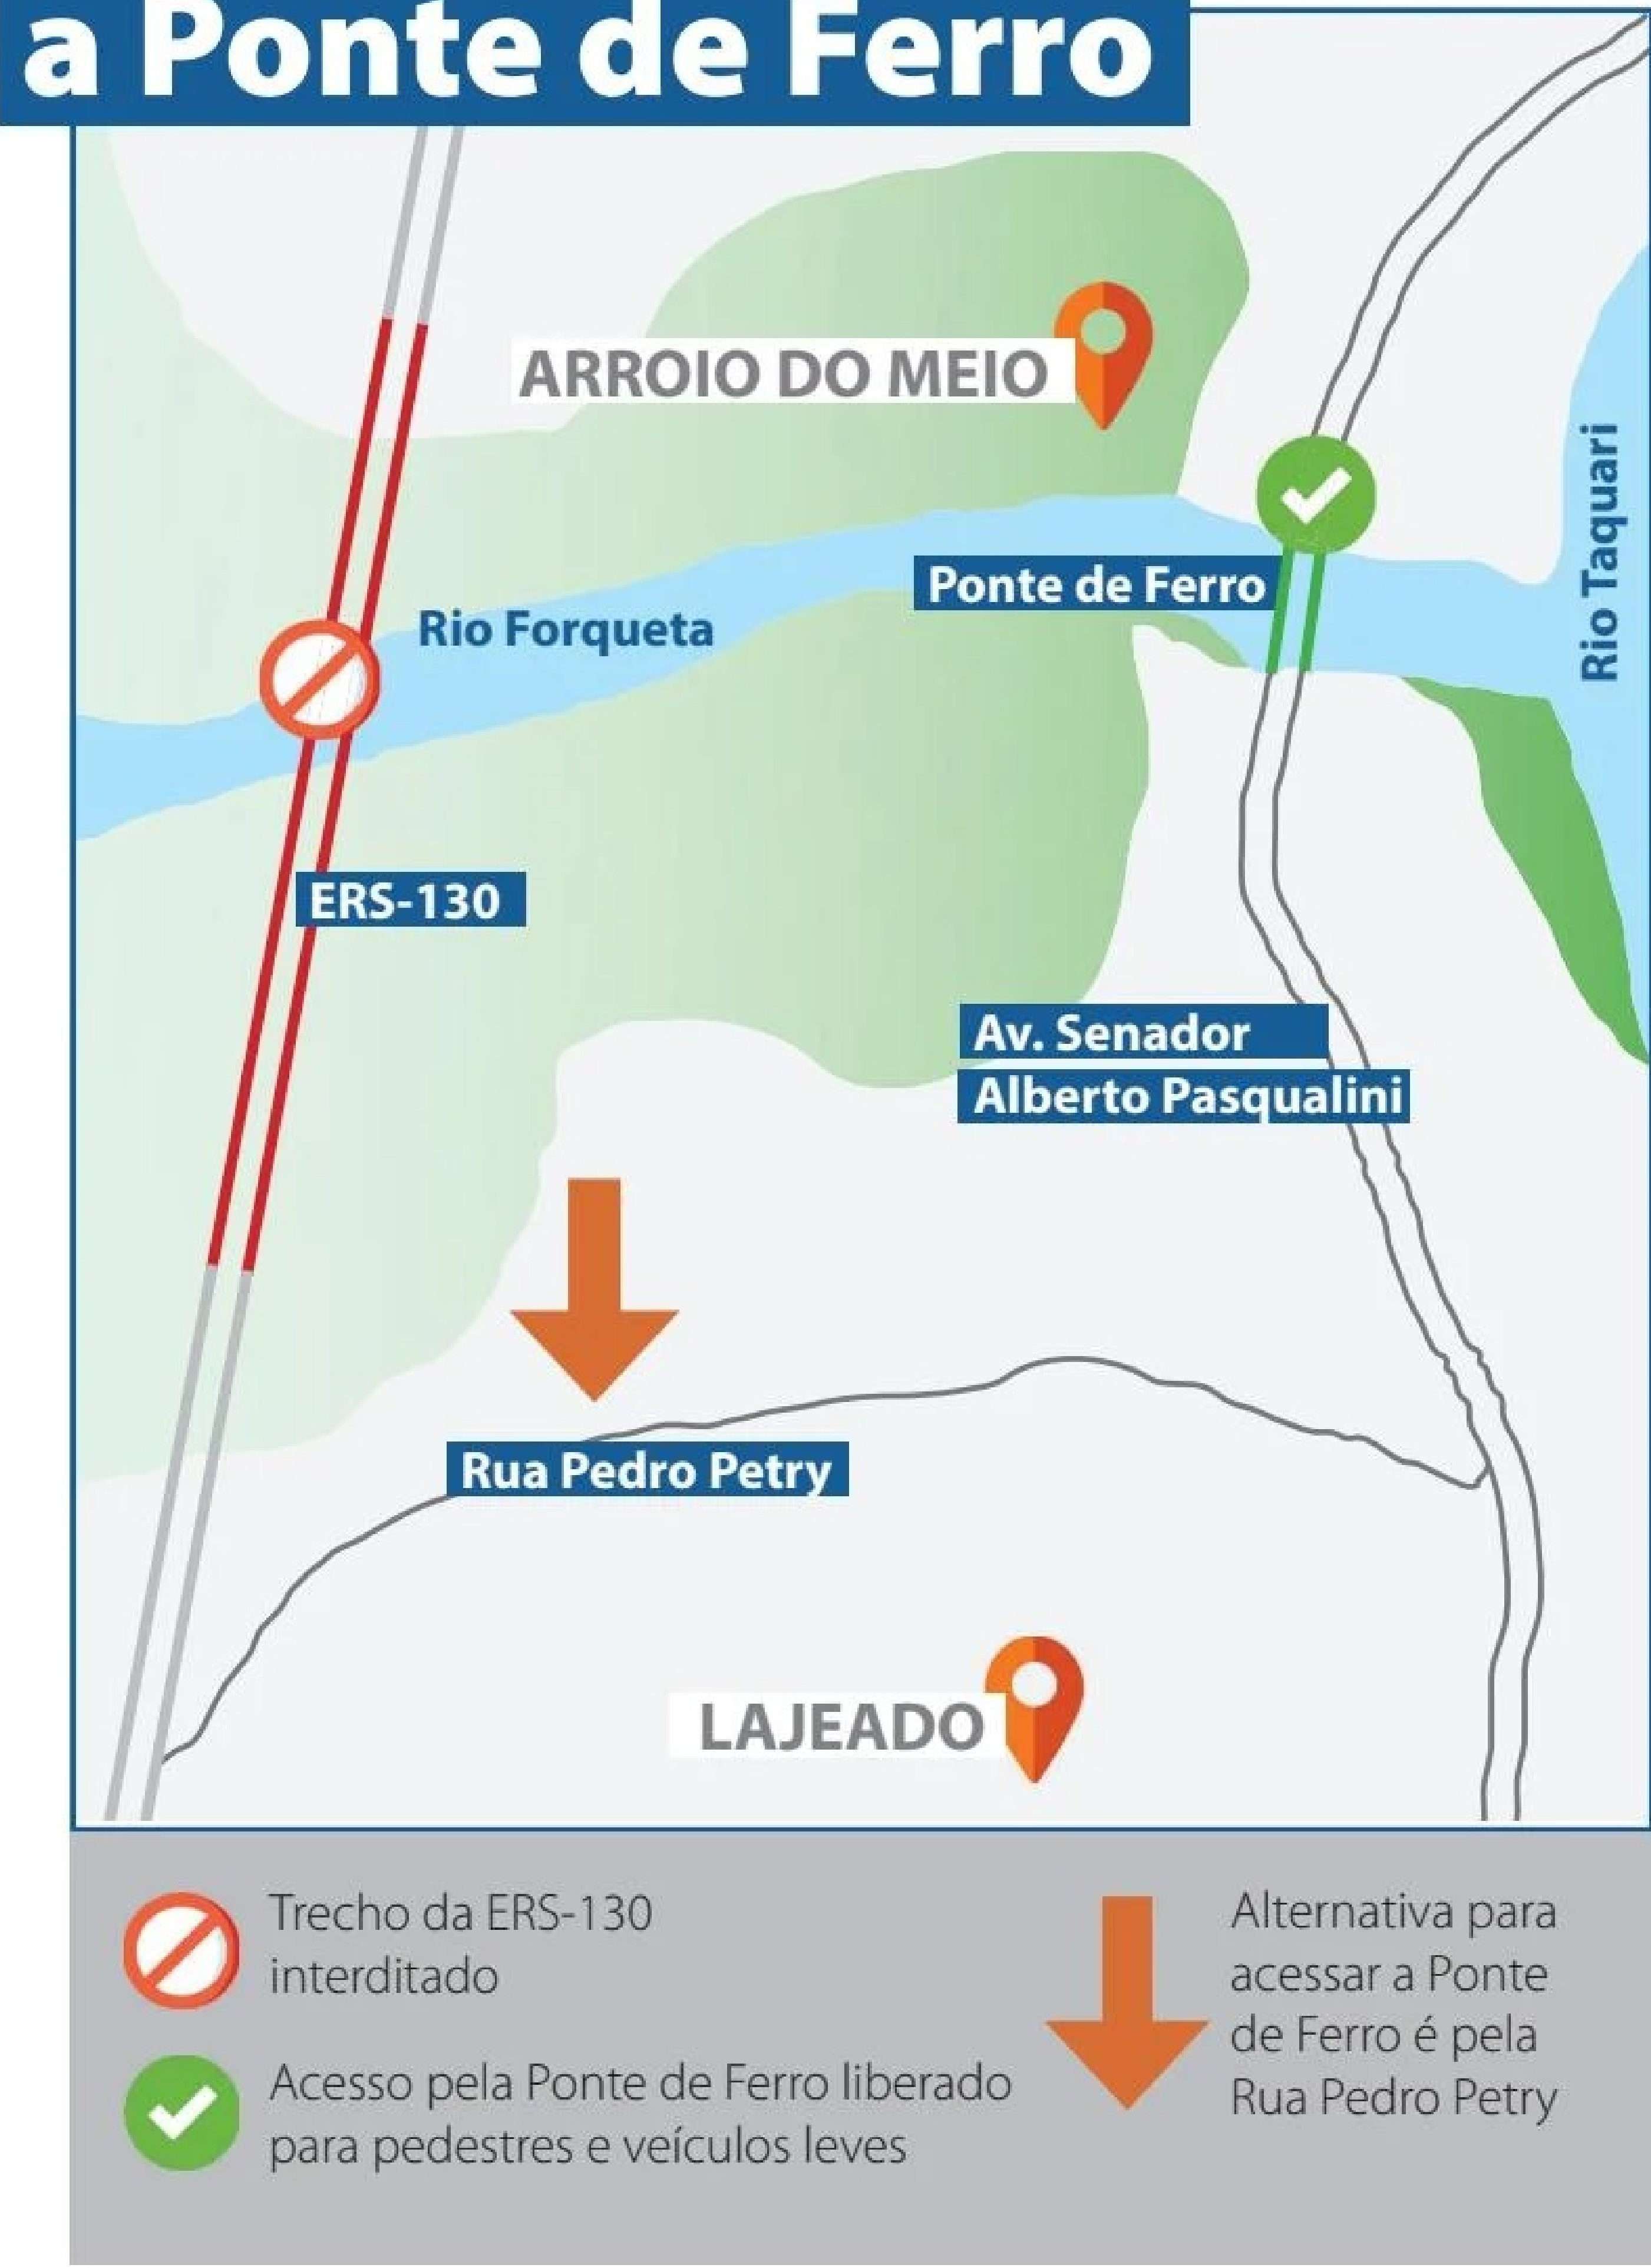 a Ponte de Ferro
ARROIO DO MEIO
Rio Taquari
Ponte de Ferro
Rio Forqueta
ERS-130
Av. Senador
Alberto Pasqualini
Rua Pedro Petry
LAJEADO
Trecho da ERS-130
interditado
Acesso pela Ponte de Ferro liberado
para pedestres e veículos leves
Alternativa para
acessar a Ponte
de Ferro é pela
Rua Pedro Petry